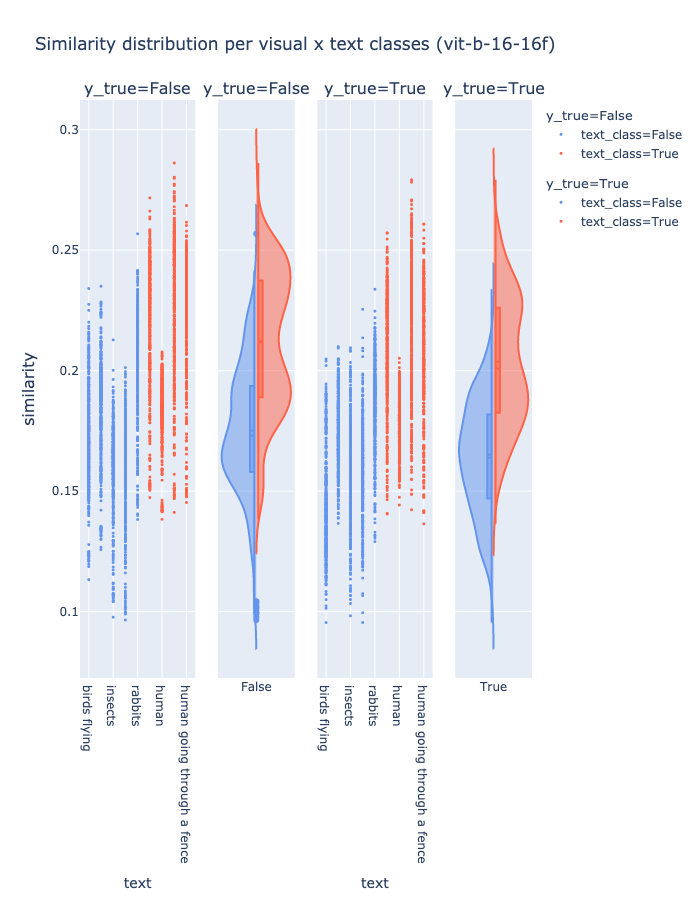 Similarity distribution per visual x text classes (vit-b-16-16f)
y_true=False
y_true=False
y_true=True
y_true=True
y_true=False
text_class=False
text_class=True
y_true=True
text_class=False
text_class=True
0.3
0.25
0.2
0.15
0.1
similarity
birds flying
insects
rabbits
human
human going through a fence
False
birds flying
insects
rabbits
human
human going through a fence
True
text
text